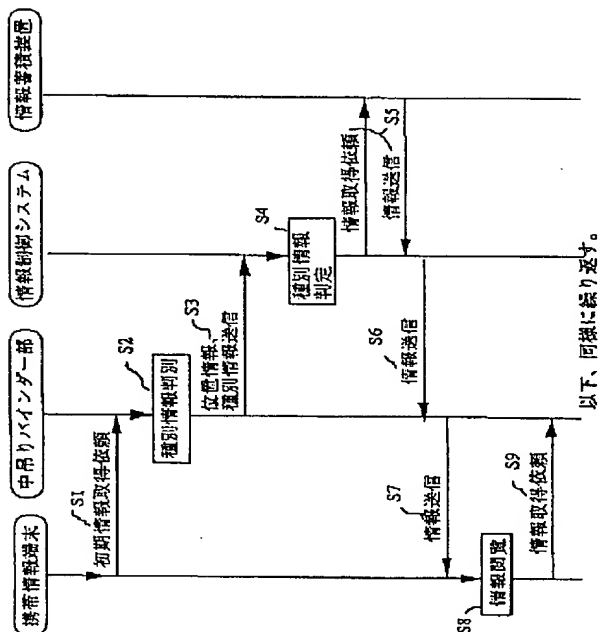 携帯情報端末
中吊りバインダー部
情報制御システム
情報蓄積装置
S1
初期情報取得依頼
S2
種別情報判別
S3
位置情報、
種別情報送信
S4
種別情報
判定
情報取得依頼
S5
情報送信
S6
情報送信
S7
情報送信
S8
情報閲覧
S9
情報取得依頼
以下、同様に繰り返す。